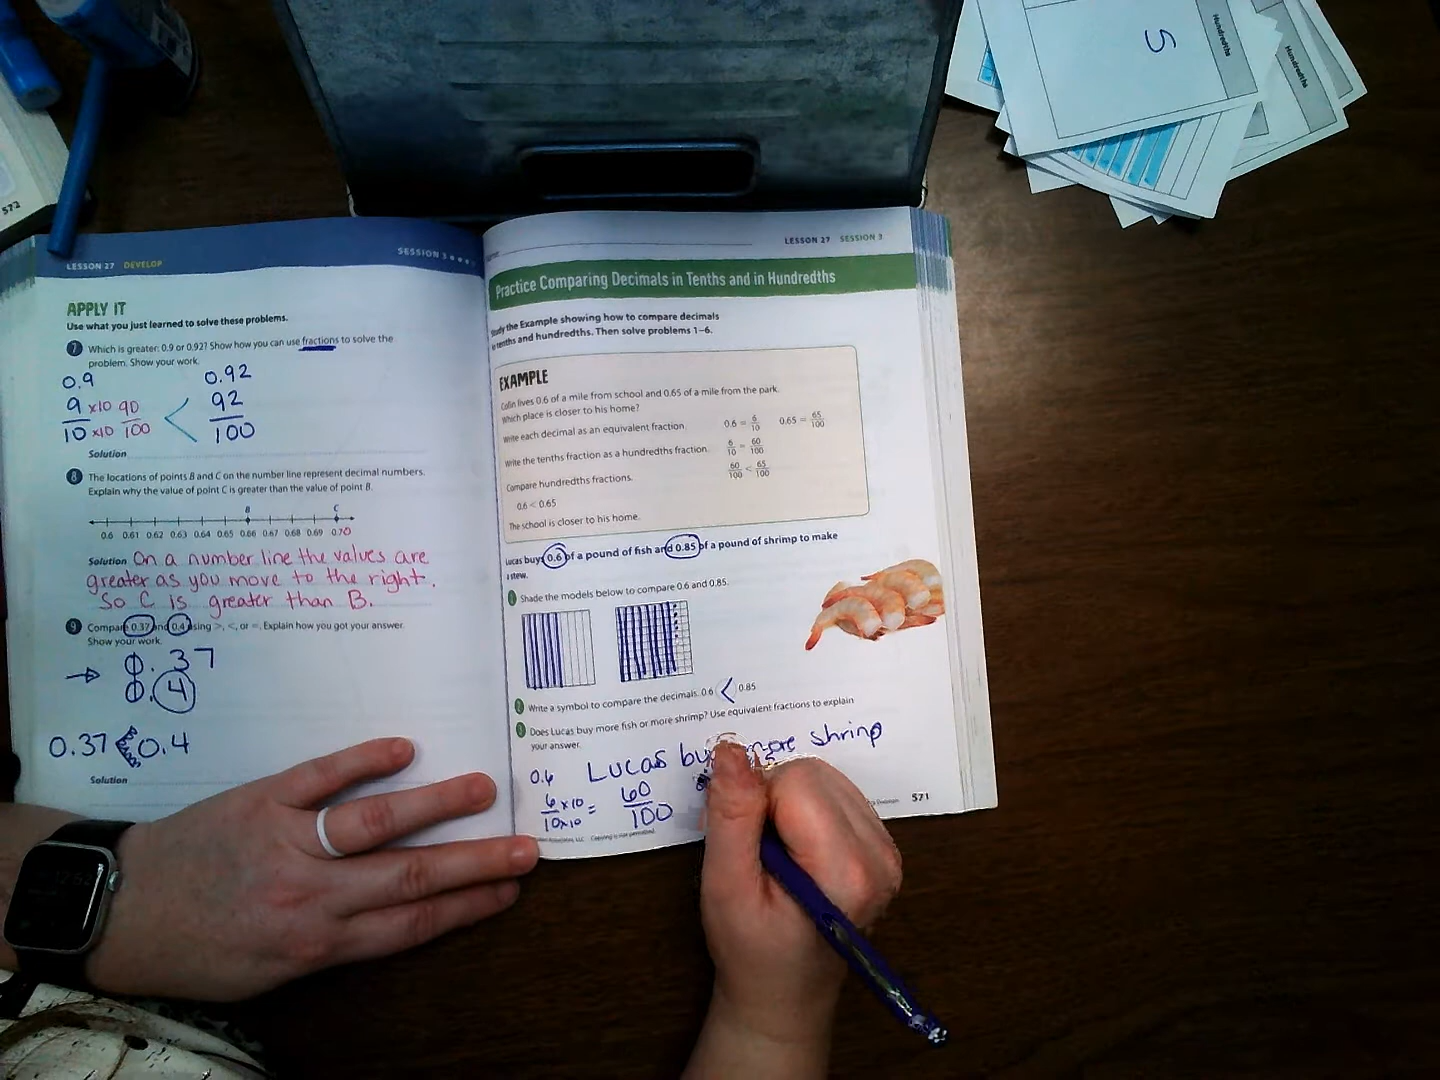 572
Hundredths
5
Hundredths
LESSON 27 DEVELOP
SESSION 3
APPLY IT
Use what you just learned to solve these problems.
7 Which is greater: 0.9 or 0.92? Show how you can use fractions to solve the
problem. Show your work.
0.9 0.92
9 x10 90 < 92
10 x10 100 100
Solution
8 The locations of points B and C on the number line represent decimal numbers.
Explain why the value of point C is greater than the value of point B.
B C
0.6 0.61 0.62 0.63 0.64 0.65 0.66 0.67 0.68 0.69 0.70
Solution On a number line the values are
greater as you move to the right.
So C is greater than B.
9 Compare 0.37 and 0.4 using >, <, or =. Explain how you got your answer.
Show your work.
0.37
0.4
0.37 < 0.4
Solution
LESSON 27 SESSION 3
Practice Comparing Decimals in Tenths and in Hundredths
Study the Example showing how to compare decimals
in tenths and hundredths. Then solve problems 1–6.
EXAMPLE
Colin lives 0.6 of a mile from school and 0.65 of a mile from the park.
Which place is closer to his home?
Write each decimal as an equivalent fraction. 0.6 = 6/10 0.65 = 65/100
Write the tenths fraction as a hundredths fraction. 6/10 = 60/100
Compare hundredths fractions. 60/100 < 65/100
0.6 < 0.65
The school is closer to his home.
Lucas buys 0.6 of a pound of fish and 0.85 of a pound of shrimp to make
a stew.
1 Shade the models below to compare 0.6 and 0.85.
2 Write a symbol to compare the decimals. 0.6 < 0.85
3 Does Lucas buy more fish or more shrimp? Use equivalent fractions to explain
your answer.
Lucas more shrimp
0.6
6 x10 = 60
10 x10 100
571